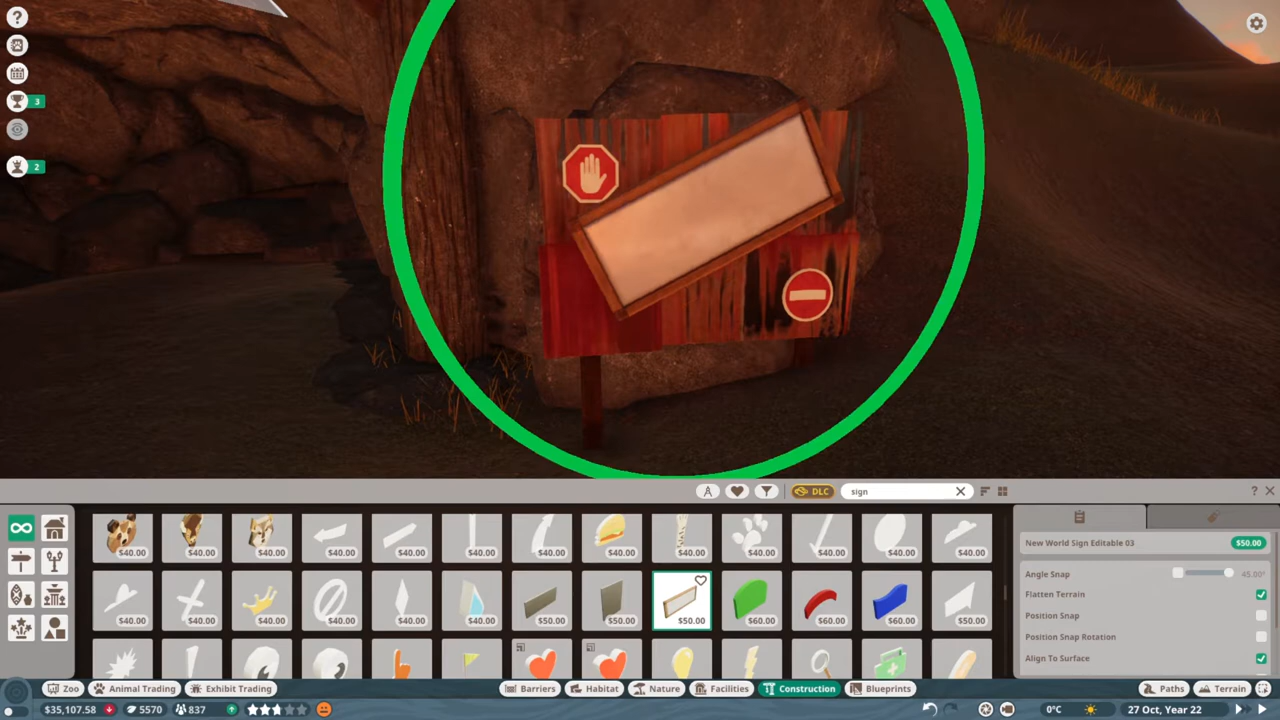 ?
3
2
DLC
sign
?
$40.00 $40.00 $40.00 $40.00 $40.00 $40.00 $40.00 $40.00 $40.00 $40.00 $40.00 $40.00 $40.00
New World Sign Editable 03 $50.00
Angle Snap 45.00°
Flatten Terrain
$40.00 $40.00 $40.00 $40.00 $40.00 $40.00 $50.00 $50.00 $50.00 $60.00 $60.00 $60.00 $50.00
Position Snap
Position Snap Rotation
Align To Surface
Zoo Animal Trading Exhibit Trading Barriers Habitat Nature Facilities Construction Blueprints Paths Terrain
$35,107.58 5570 837 0°C 27 Oct, Year 22